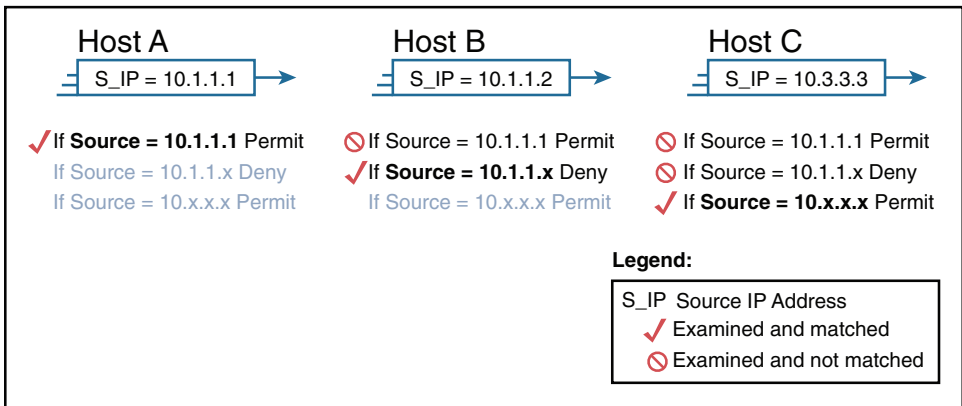 Host A
S_IP = 10.1.1.1
If Source = 10.1.1.1 Permit
If Source = 10.1.1.x Deny
If Source = 10.x.x.x Permit
Host B
S_IP = 10.1.1.2
If Source = 10.1.1.1 Permit
If Source = 10.1.1.x Deny
If Source = 10.x.x.x Permit
Host C
S_IP = 10.3.3.3
If Source = 10.1.1.1 Permit
If Source = 10.1.1.x Deny
If Source = 10.x.x.x Permit
Legend:
S_IP Source IP Address
Examined and matched
Examined and not matched